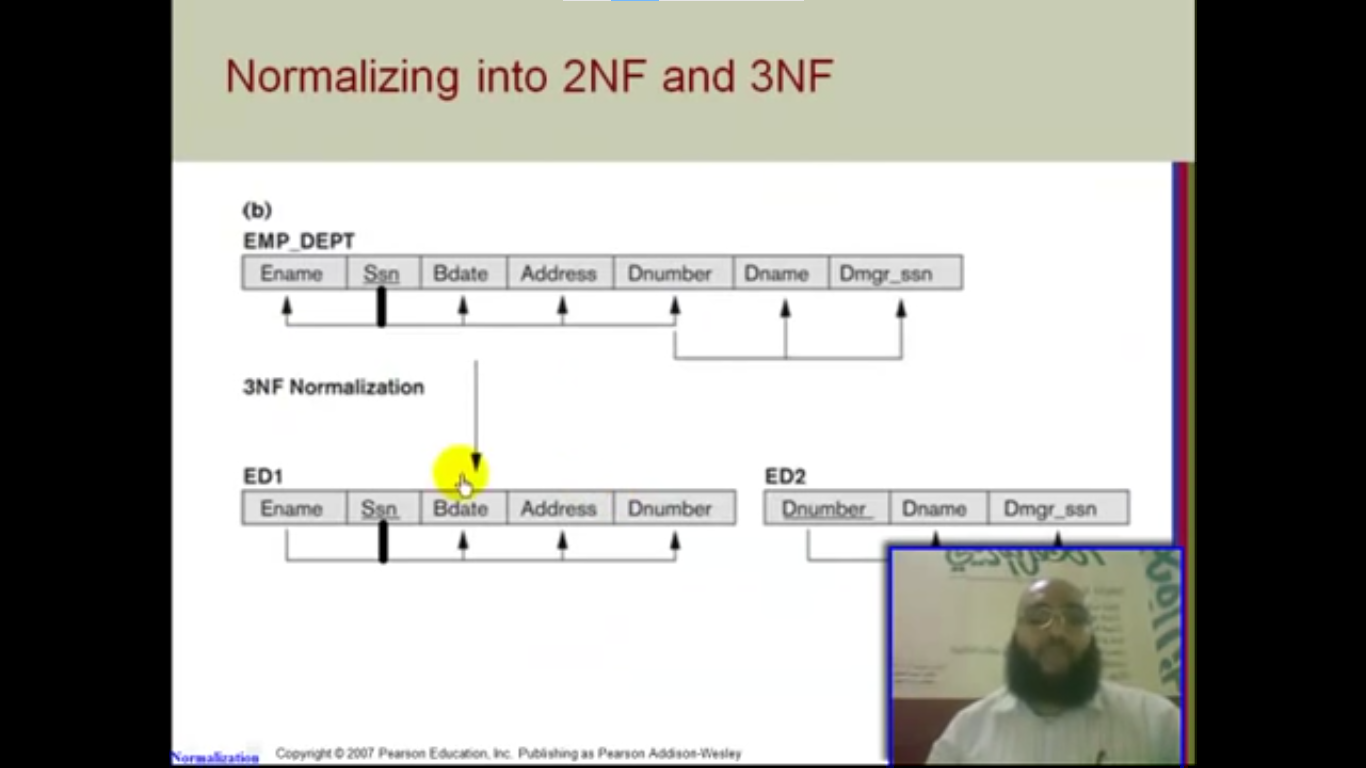 Normalizing into 2NF and 3NF
(b)
EMP_DEPT
Ename Ssn Bdate Address Dnumber Dname Dmgr_ssn
3NF Normalization
ED1 ED2
Ename Ssn Bdate Address Dnumber Dnumber Dname Dmgr_ssn
Normalization Copyright © 2007 Pearson Education, Inc. Publishing as Pearson Addison-Wesley